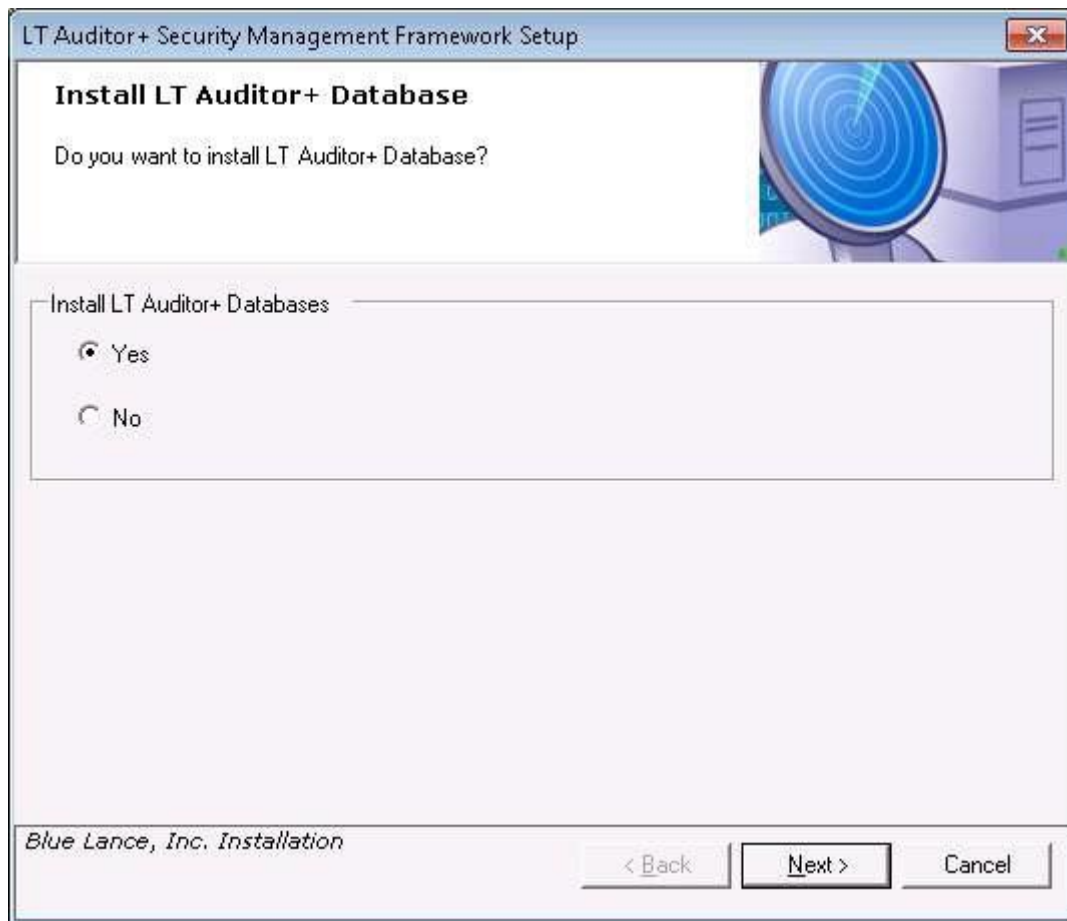 LT Auditor+ Security Management Framework Setup
Install LT Auditor+ Database
Do you want to install LT Auditor+ Database?
Install LT Auditor+ Databases
Yes
No
Blue Lance, Inc. Installation
< Back
Next >
Cancel